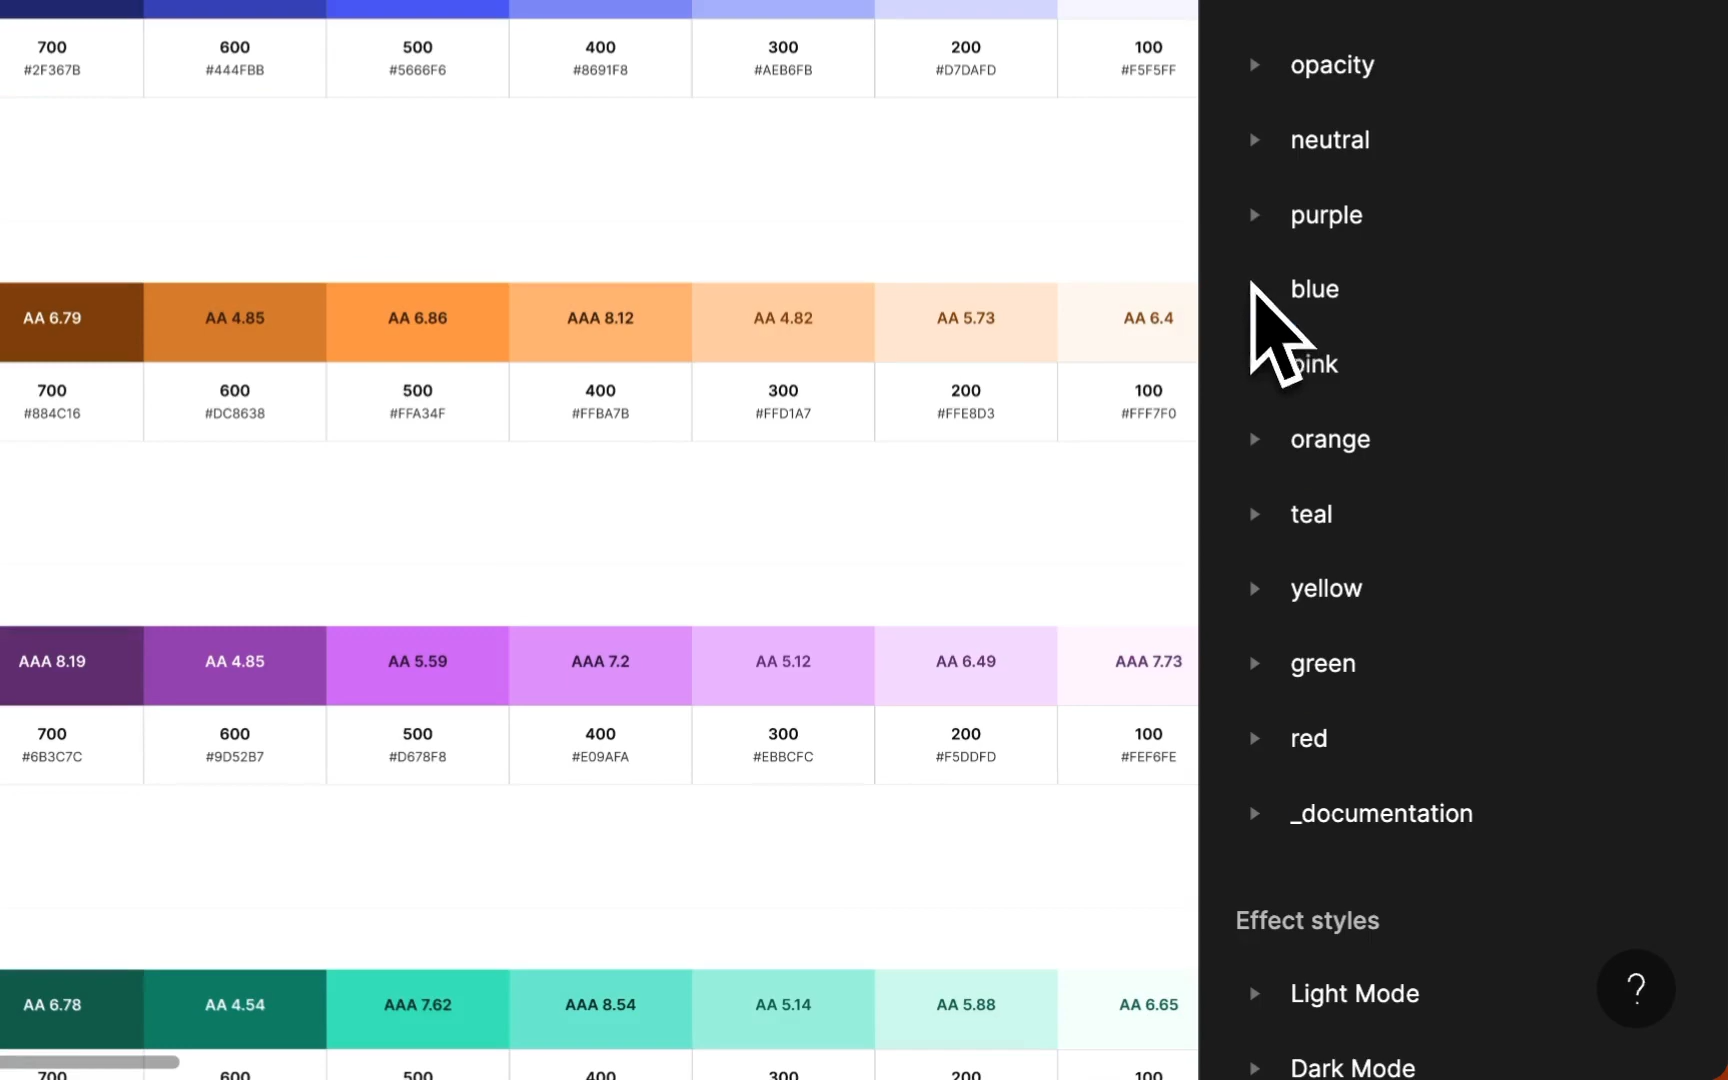 700 600 500 400 300 200 100
#2F367B #444FBB #5666F6 #8691F8 #AEB6FB #D7DAFD #F5F5FF
AA 6.79 AA 4.85 AA 6.86 AAA 8.12 AA 4.82 AA 5.73 AA 6.4
700 600 500 400 300 200 100
#884C16 #DC8638 #FFA34F #FFBA7B #FFD1A7 #FFE8D3 #FFF7F0
AAA 8.19 AA 4.85 AA 5.59 AAA 7.2 AA 5.12 AA 6.49 AAA 7.73
700 600 500 400 300 200 100
#6B3C7C #9D52B7 #D678F8 #E09AFA #EBBCFC #F5DDFD #FEF6FE
AA 6.78 AA 4.54 AAA 7.62 AAA 8.54 AA 5.14 AA 5.88 AA 6.65
700 600 500 400 300 200 100
opacity
neutral
purple
blue
pink
orange
teal
yellow
green
red
_documentation
Effect styles
Light Mode
?
Dark Mode